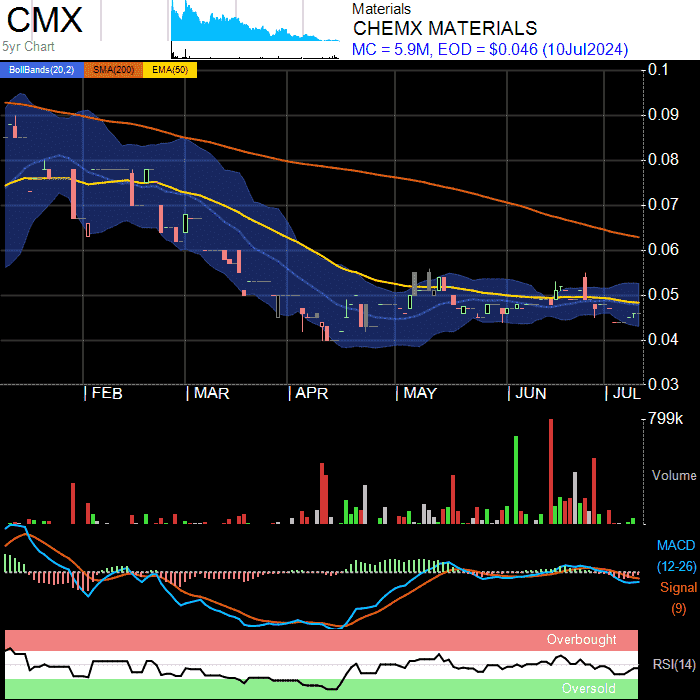 CMX
5yr Chart
Materials
CHEMX MATERIALS
MC = 5.9M, EOD = $0.046 (10Jul2024)
BollBands(20,2) SMA(200) EMA(50)
0.1
0.09
0.08
0.07
0.06
0.05
0.04
0.03
FEB MAR APR MAY JUN JUL
799k
Volume
MACD
(12-26)
Signal
(9)
Overbought
RSI(14)
Oversold